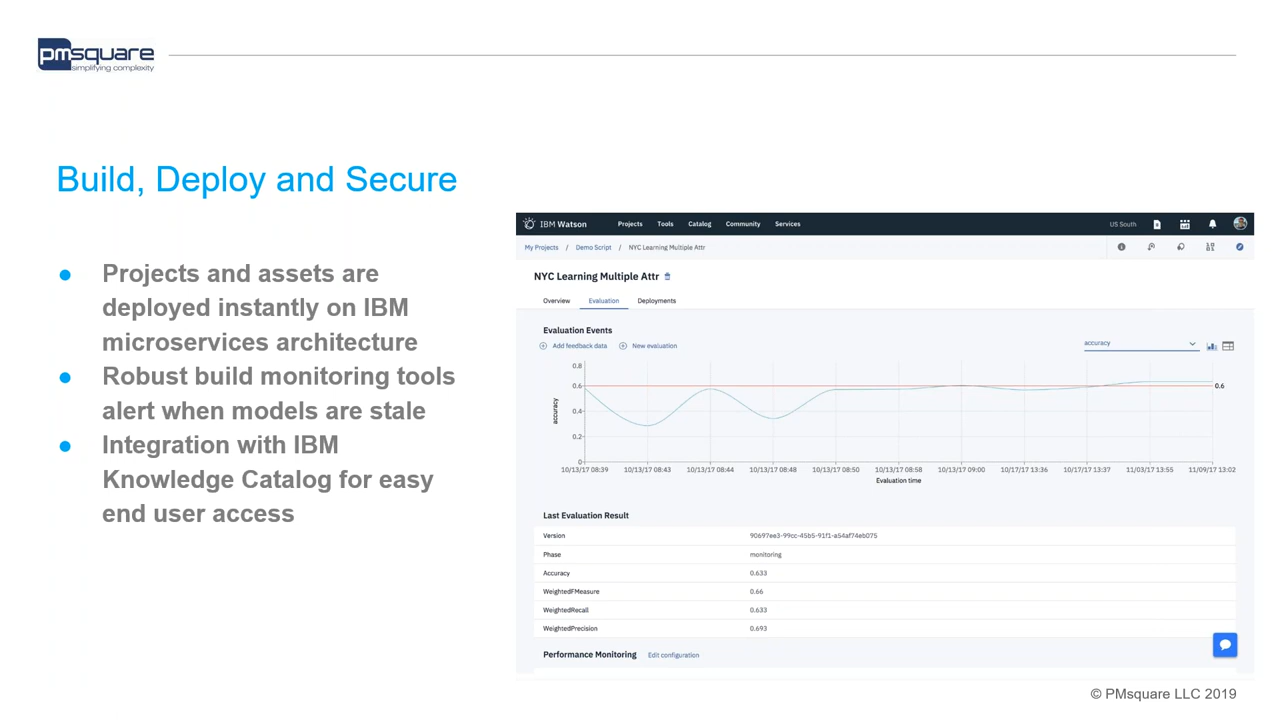 pmsquare
simplifying complexity
Build, Deploy and Secure
● Projects and assets are
deployed instantly on IBM
microservices architecture
● Robust build monitoring tools
alert when models are stale
● Integration with IBM
Knowledge Catalog for easy
end user access
IBM Watson Projects Tools Catalog Community Services US South
My Projects / Demo Script / NYC Learning Multiple Attr
NYC Learning Multiple Attr
Overview Evaluation Deployments
Evaluation Events
Add feedback data New evaluation accuracy
0.8
0.6 0.6
0.4
0.2
0
accuracy
10/13/17 08:39 10/13/17 08:43 10/13/17 08:44 10/13/17 08:48 10/13/17 08:50 10/13/17 08:58 10/13/17 09:00 10/17/17 13:36 10/17/17 13:37 11/03/17 13:55 11/09/17 13:02
Evaluation time
Last Evaluation Result
Version 90697ee3-99cc-45b5-91f1-a54af74eb075
Phase monitoring
Accuracy 0.633
WeightedFMeasure 0.66
WeightedRecall 0.633
WeightedPrecision 0.693
Performance Monitoring Edit configuration
© PMsquare LLC 2019